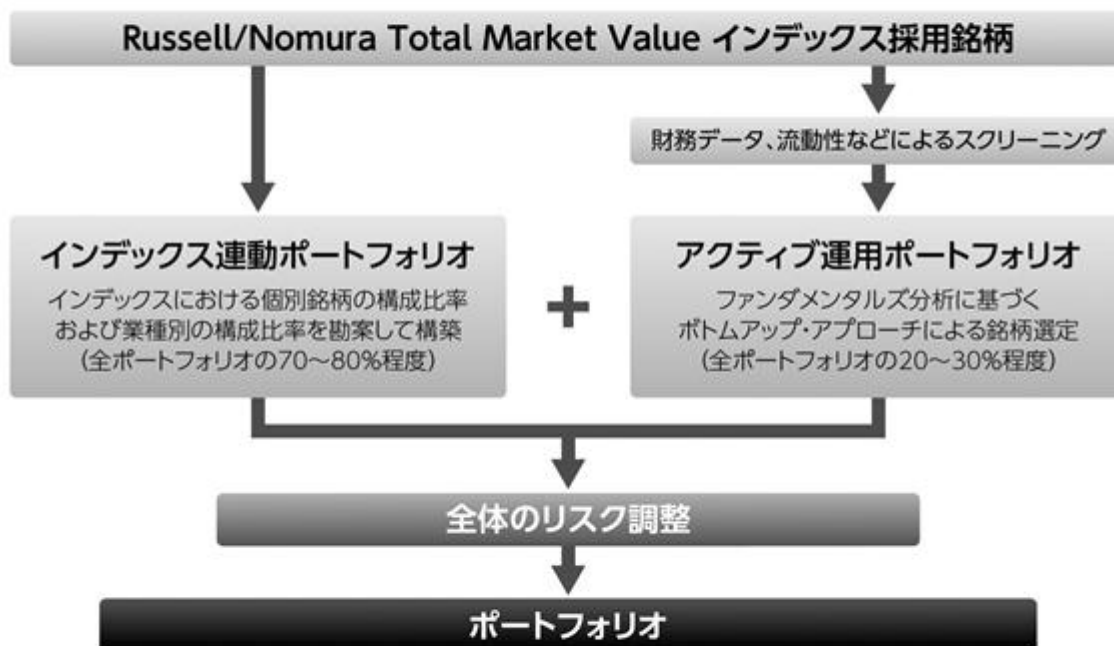 Russell/Nomura Total Market Value インデックス採用銘柄
財務データ、流動性などによるスクリーニング
インデックス連動ポートフォリオ
インデックスにおける個別銘柄の構成比率
および業種別の構成比率を勘案して構築
(全ポートフォリオの70～80%程度)
+
アクティブ運用ポートフォリオ
ファンダメンタルズ分析に基づく
ボトムアップ・アプローチによる銘柄選定
(全ポートフォリオの20～30%程度)
全体のリスク調整
ポートフォリオ